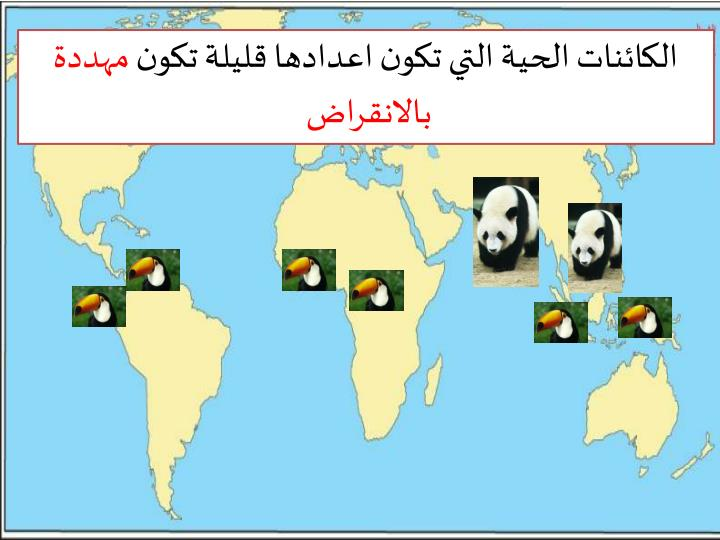 الكائنات الحية التي تكون اعدادها قليلة تكون مهددة
بالانقراض